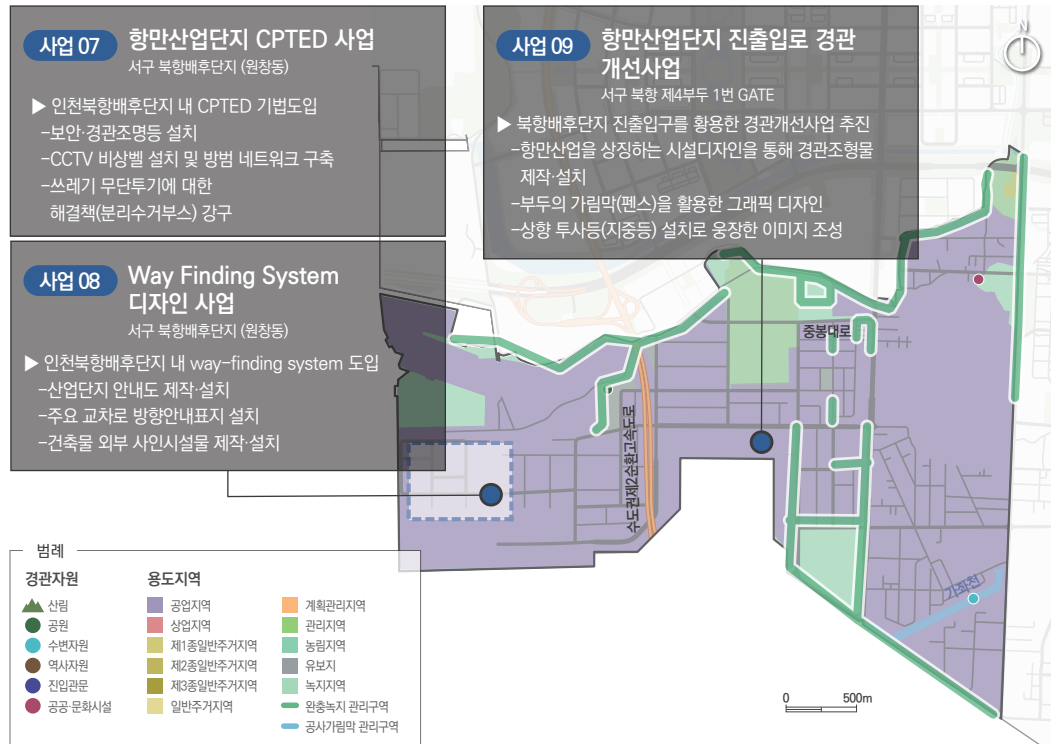 사업 07
항만산업단지 CPTED 사업
서구 북항배후단지 (원창동)
▶ 인천북항배후단지 내 CPTED 기법도입
-보안·경관조명등 설치
-CCTV 비상벨 설치 및 방범 네트워크 구축
-쓰레기 무단투기에 대한
해결책(분리수거부스) 강구
사업 08
Way Finding System
디자인 사업
서구 북항배후단지 (원창동)
▶ 인천북항배후단지 내 way-finding system 도입
-산업단지 안내도 제작·설치
-주요 교차로 방향안내표지 설치
-건축물 외부 사인시설물 제작·설치
사업 09
항만산업단지 진출입로 경관
개선사업
서구 북항 제4부두 1번 GATE
▶ 북항배후단지 진출입구를 황용한 경관개선사업 추진
-항만산업을 상징하는 시설디자인을 통해 경관조형물
제작·설치
-부두의 가림막(펜스)을 활용한 그래픽 디자인
-상향 투사등(지중등) 설치로 웅장한 이미지 조성
N
중봉대로
수도권제2순환고속도로
가좌천
범례
경관자원
산림
공원
수변자원
역사자원
진입관문
공공·문화시설
용도지역
공업지역
상업지역
제1종일반주거지역
제2종일반주거지역
제3종일반주거지역
일반주거지역
계획관리지역
관리지역
농림지역
유보지
녹지지역
완충녹지 관리구역
공사가림막 관리구역
0 500m